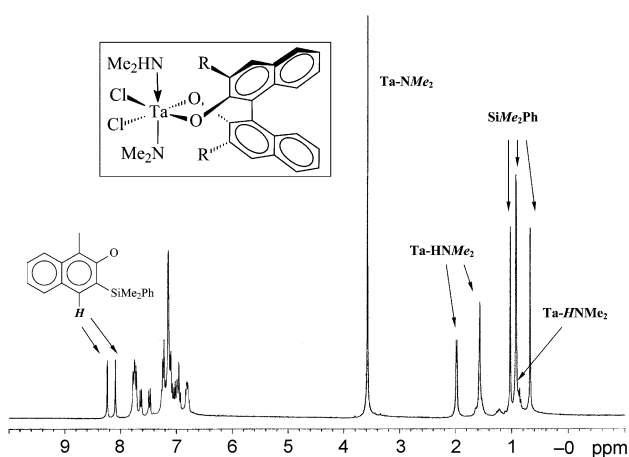 Me₂HN
R
Cl
Cl
Ta
O
O
Me₂N
R
Ta-NMe₂
SiMe₂Ph
Ta-HNMe₂
Ta-HNMe₂
O
SiMe₂Ph
H
9 8 7 6 5 4 3 2 1 –0 ppm